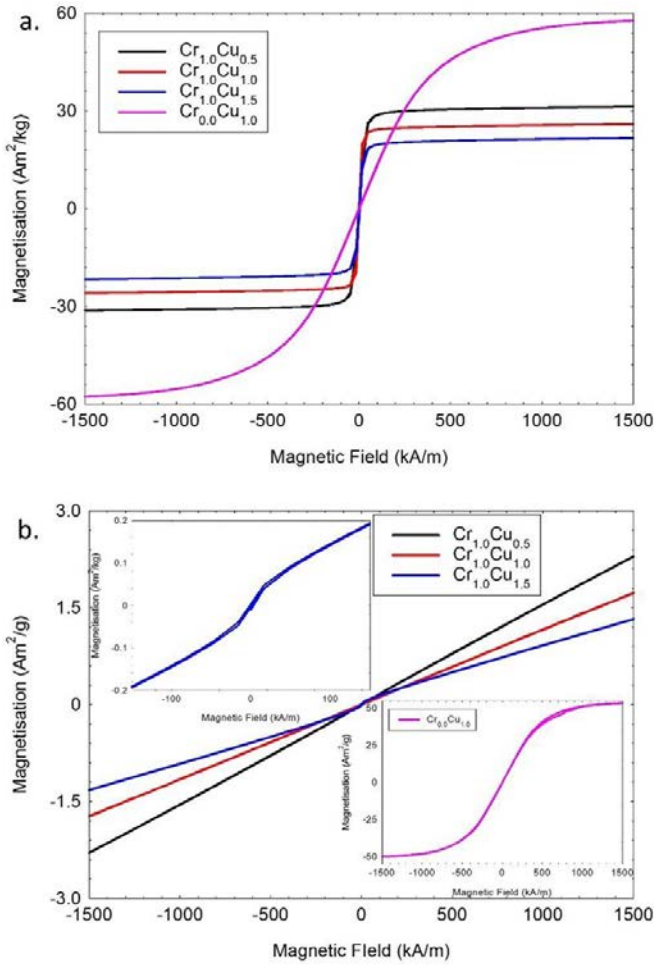 a.
60
30
0
-30
-60
Magnetisation (Am²/kg)
Cr₁.₀Cu₀.₅
Cr₁.₀Cu₁.₀
Cr₁.₀Cu₁.₅
Cr₀.₀Cu₁.₀
-1500 -1000 -500 0 500 1000 1500
Magnetic Field (kA/m)
b.
3.0
1.5
0
-1.5
-3.0
Magnetisation (Am²/g)
0.2
0.1
0
-0.1
-0.2
Magnetisation (Am²/kg)
-100 0 100
Magnetic Field (kA/m)
Cr₁.₀Cu₀.₅
Cr₁.₀Cu₁.₀
Cr₁.₀Cu₁.₅
50
25
0
-25
-50
Magnetisation (Am²/g)
Cr₀.₀Cu₁.₀
-1500 -1000 -500 0 500 1000 1500
Magnetic Field (kA/m)
-1500 -1000 -500 0 500 1000 1500
Magnetic FIeld (kA/m)